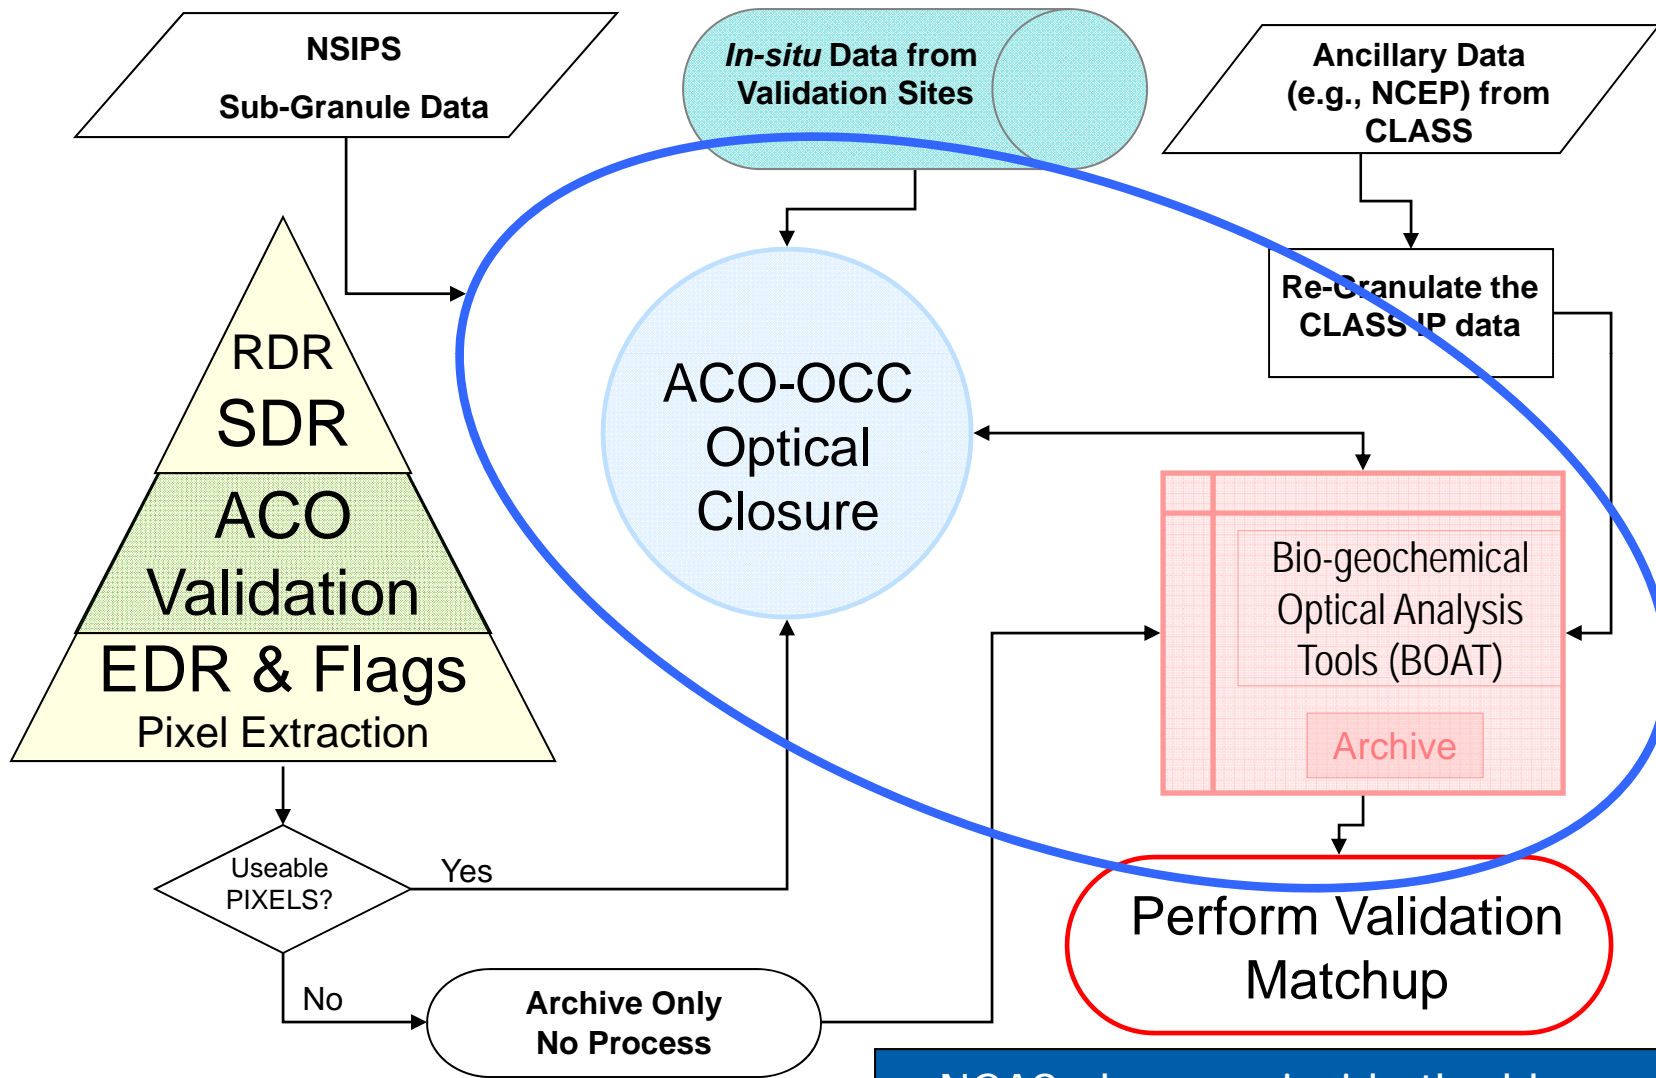 NSIPS
Sub-Granule Data
In-situ Data from
Validation Sites
Ancillary Data
(e.g., NCEP) from
CLASS
Re-Granulate the
CLASS IP data
RDR
SDR
ACO
Validation
EDR & Flags
Pixel Extraction
ACO-OCC
Optical
Closure
Bio-geochemical
Optical Analysis
Tools (BOAT)
Archive
Useable
PIXELS?
Yes
No
Archive Only
No Process
Perform Validation
Matchup